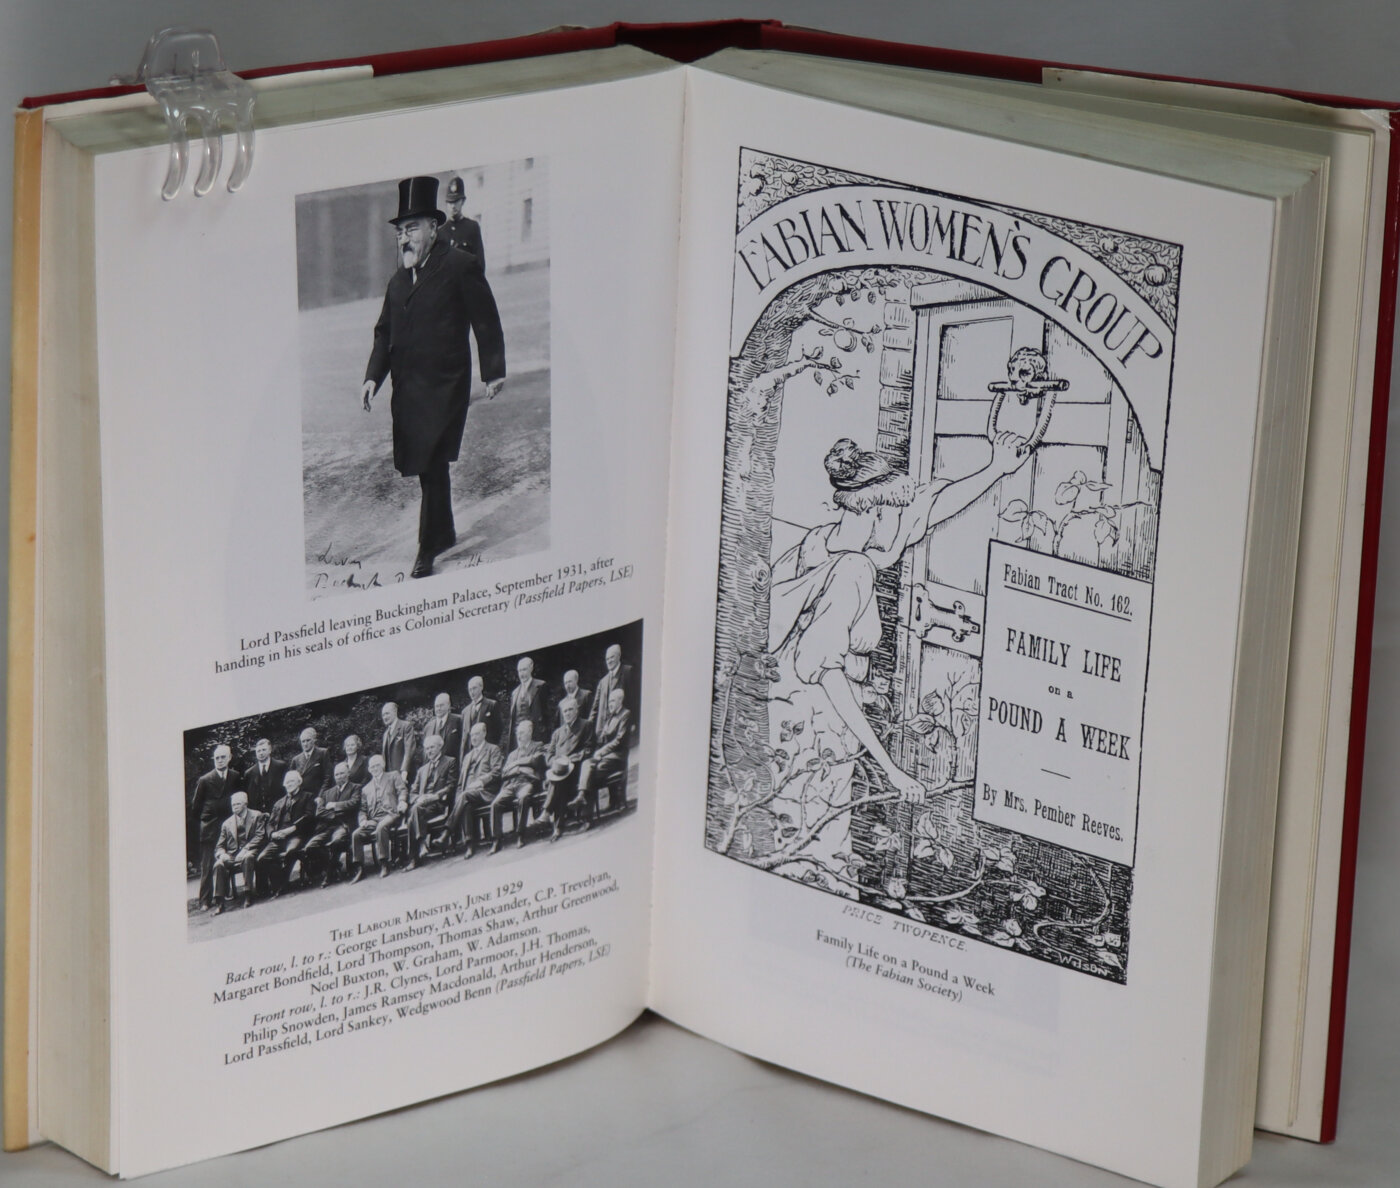 Lord Passfield leaving Buckingham Palace, September 1931, after
handing in his seals of office as Colonial Secretary (Passfield Papers, LSE)
THE LABOUR MINISTRY, JUNE 1929
Back row, l. to r.: George Lansbury, A.V. Alexander, C.P. Trevelyan,
Margaret Bondfield, Lord Thompson, Thomas Shaw, Arthur Greenwood,
Noel Buxton, W. Graham, W. Adamson.
Front row, l. to r.: J.R. Clynes, Lord Parmoor, J.H. Thomas,
Philip Snowden, James Ramsey Macdonald, Arthur Henderson,
Lord Passfield, Lord Sankey, Wedgwood Benn (Passfield Papers, LSE)
FABIAN WOMEN'S GROUP
Fabian Tract No. 162.
FAMILY LIFE
on a
POUND A WEEK
By Mrs. Pember Reeves.
PRICE TWOPENCE.
WILSON
Family Life on a Pound a Week
(The Fabian Society)